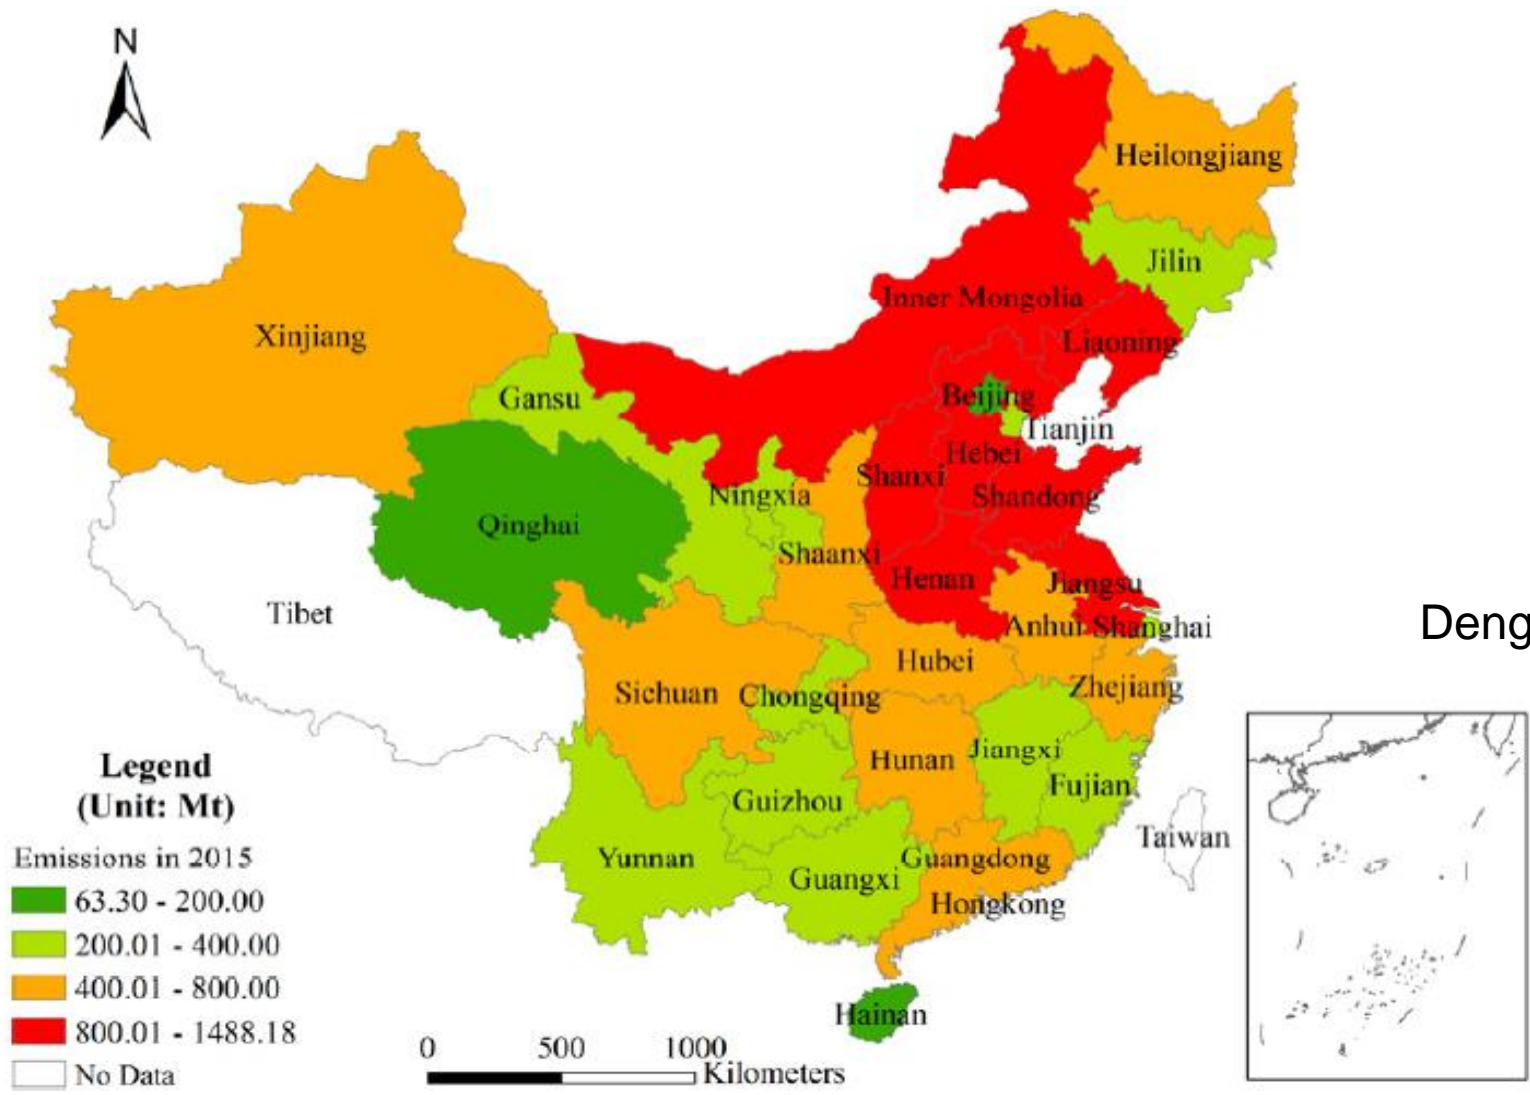 N
Heilongjiang
Jilin
Inner Mongolia
Xinjiang
Liaoning
Gansu
Beijing
Tianjin
Hebei
Shanxi
Ningxia
Shandong
Qinghai
Shaanxi
Henan
Jiangsu
Tibet
Anhui
Shanghai
Deng
Hubei
Sichuan
Chongqing
Zhejiang
Jiangxi
Hunan
Fujian
Guizhou
Taiwan
Yunnan
Guangdong
Guangxi
Hongkong
Hainan
Legend
(Unit: Mt)
Emissions in 2015
63.30 - 200.00
200.01 - 400.00
400.01 - 800.00
800.01 - 1488.18
No Data
0 500 1000
Kilometers